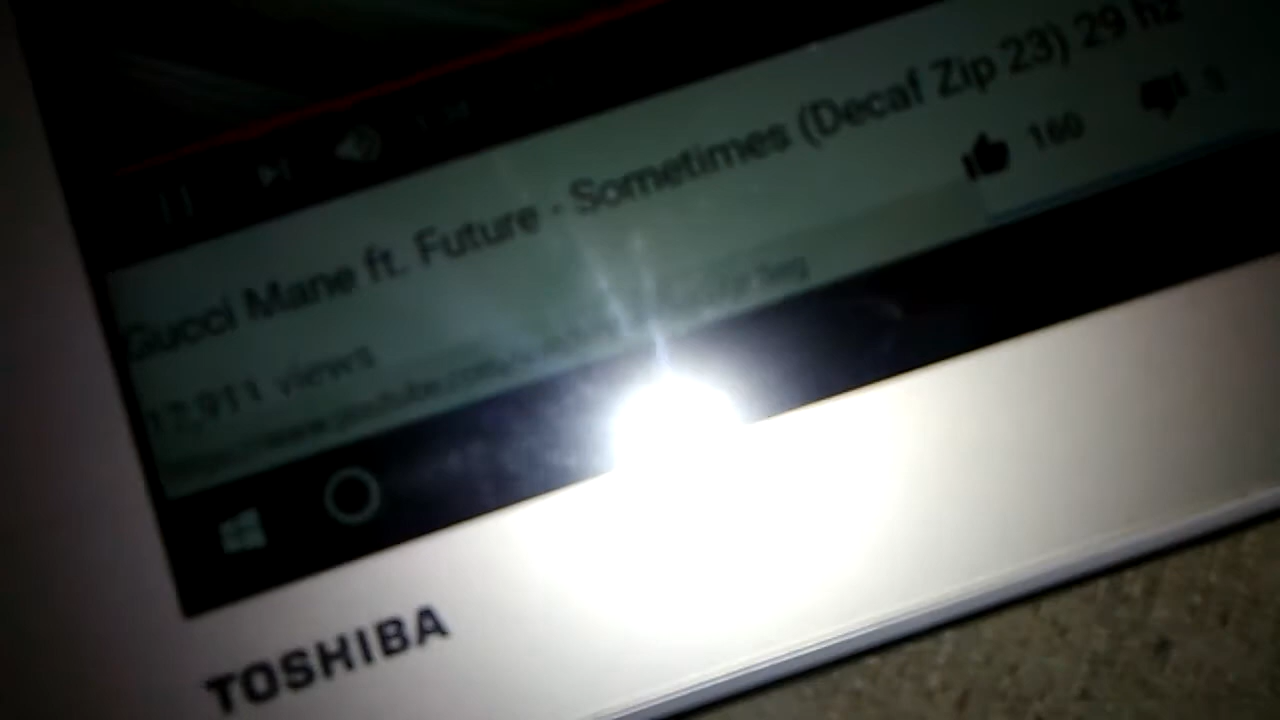 Gucci Mane ft. Future - Sometimes (Decaf Zip 23) 29 hz
160
17,911 views
TOSHIBA